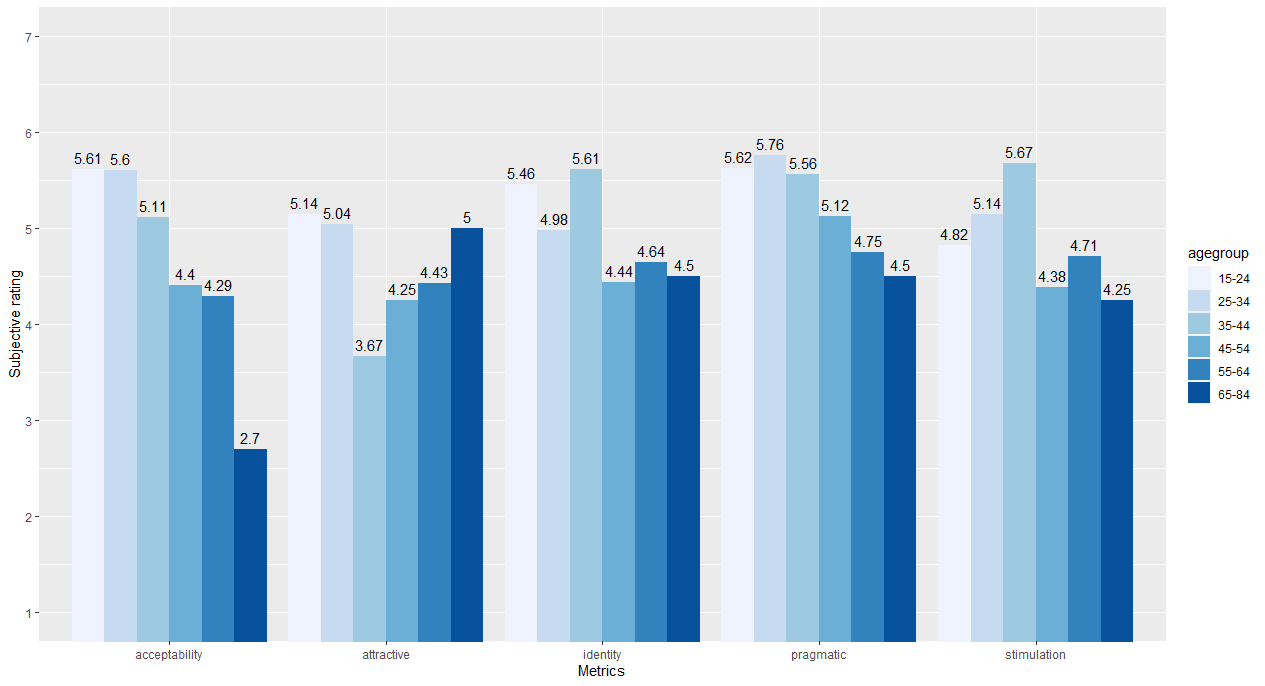 7
6
5
4
3
2
1
Subjective rating
5.61 5.6 5.11 4.4 4.29 2.7
5.14 5.04 3.67 4.25 4.43 5
5.46 4.98 5.61 4.44 4.64 4.5
5.62 5.76 5.56 5.12 4.75 4.5
4.82 5.14 5.67 4.38 4.71 4.25
acceptability attractive identity pragmatic stimulation
Metrics
agegroup
15-24
25-34
35-44
45-54
55-64
65-84